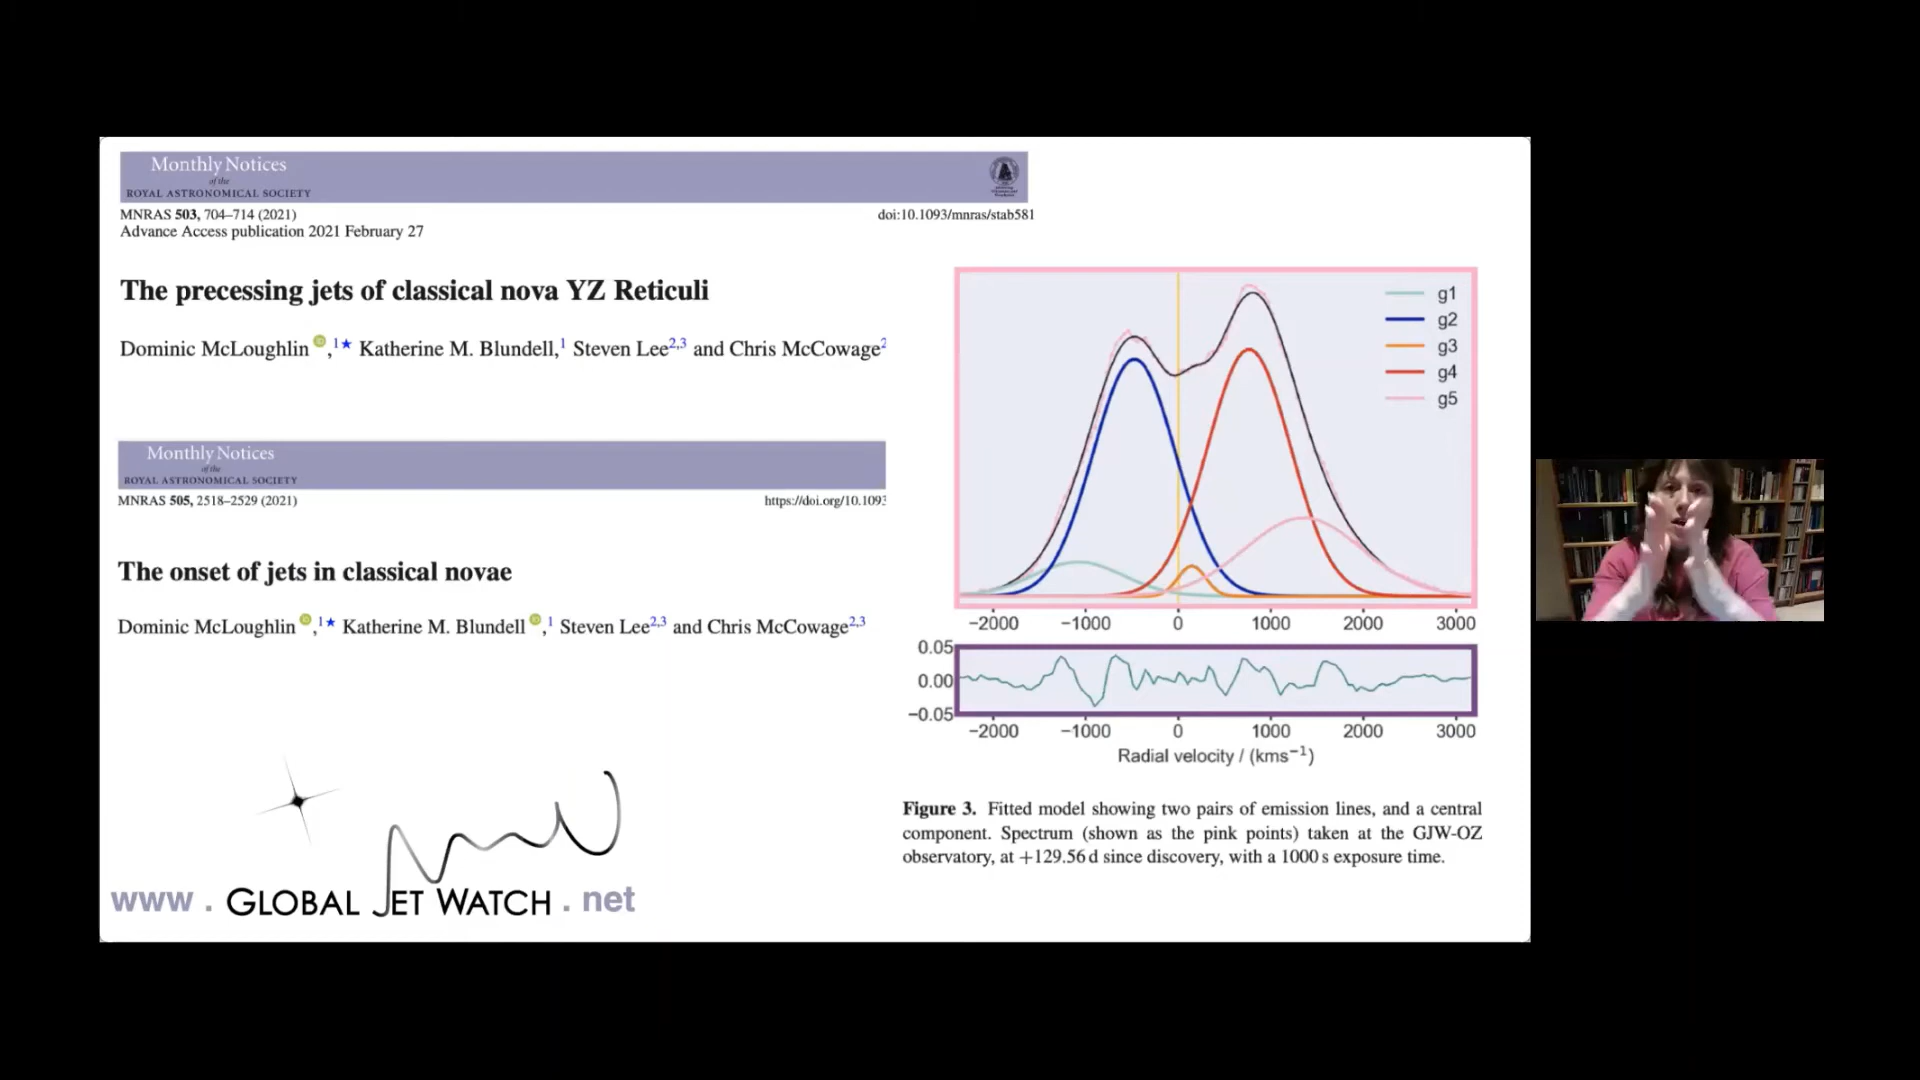 Monthly Notices
of the
ROYAL ASTRONOMICAL SOCIETY
MNRAS 503, 704–714 (2021)
doi:10.1093/mnras/stab581
Advance Access publication 2021 February 27
The precessing jets of classical nova YZ Reticuli
Dominic McLoughlin ,1★ Katherine M. Blundell,1 Steven Lee2,3 and Chris McCowage2
Monthly Notices
of the
ROYAL ASTRONOMICAL SOCIETY
MNRAS 505, 2518–2529 (2021)
https://doi.org/10.1093
The onset of jets in classical novae
Dominic McLoughlin ,1★ Katherine M. Blundell ,1 Steven Lee2,3 and Chris McCowage2,3
www . GLOBAL JET WATCH . net
g1
g2
g3
g4
g5
−2000 −1000 0 1000 2000 3000
0.05
0.00
−0.05
−2000 −1000 0 1000 2000 3000
Radial velocity / (kms−1)
Figure 3. Fitted model showing two pairs of emission lines, and a central
component. Spectrum (shown as the pink points) taken at the GJW-OZ
observatory, at +129.56 d since discovery, with a 1000 s exposure time.